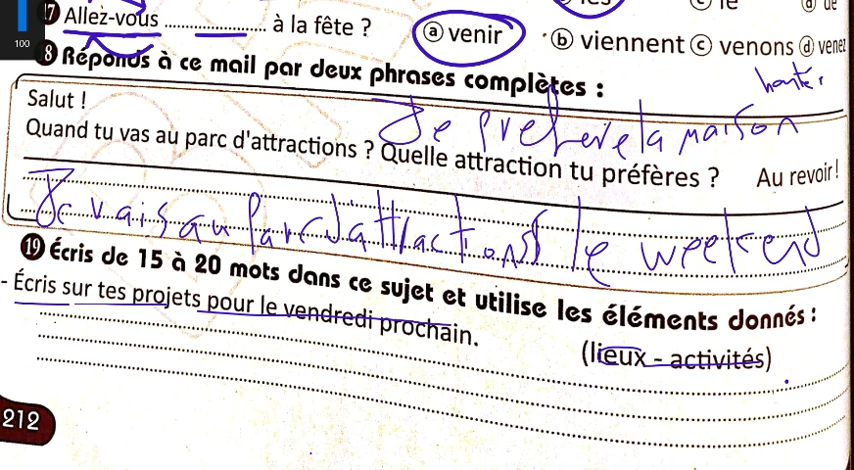 17 Allez-vous .................... à la fête ? ⓐ venir ⓑ viennent ⓒ venons ⓓ venez
100
8 Réponds à ce mail par deux phrases complètes :
Salut !
Je prefere la maison
Quand tu vas au parc d'attractions ? Quelle attraction tu préfères ? Au revoir !
Je vais au Parc d'attractions le weekend
19 Écris de 15 à 20 mots dans ce sujet et utilise les éléments donnés :
- Écris sur tes projets pour le vendredi prochain.
(lieux - activités)
212